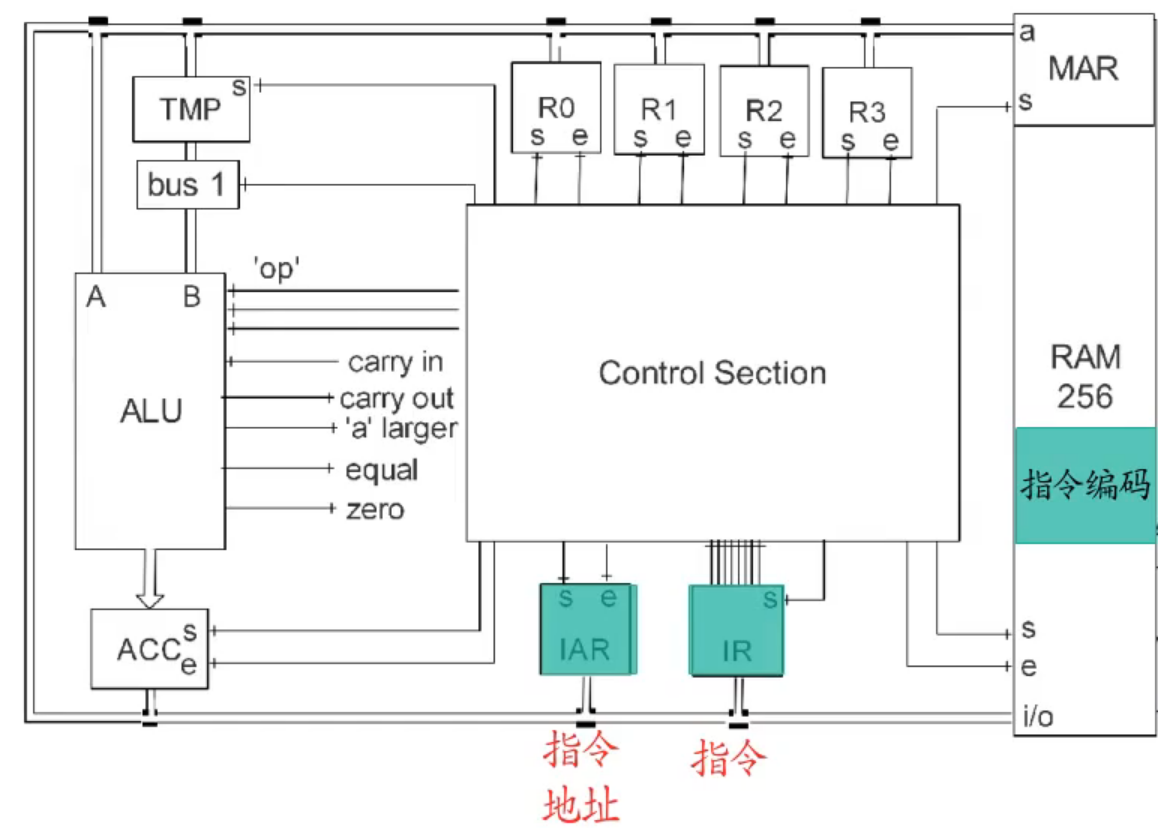 a
MAR
s
TMP
s
R0
s
e
R1
s
e
R2
s
e
R3
s
e
bus 1
'op'
A
B
carry in
carry out
'a' larger
equal
zero
ALU
Control Section
RAM
256
指令编码
ACC
s
e
s
e
IAR
s
IR
s
e
i/o
指令
地址
指令